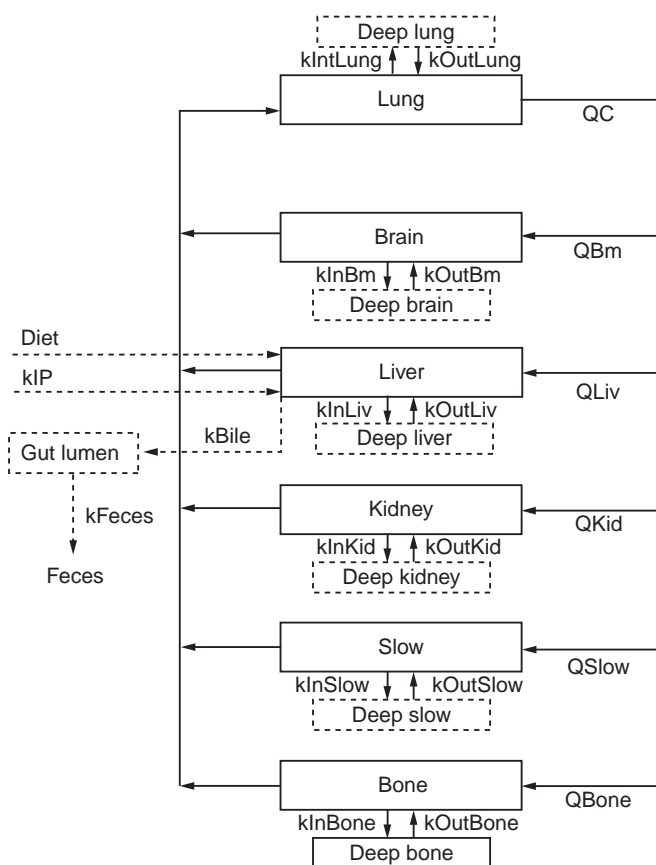 Deep lung
kIntLung kOutLung
Lung
QC
Brain
QBm
kInBm kOutBm
Deep brain
Diet
kIP
Liver
QLiv
kInLiv kOutLiv
kBile
Deep liver
Gut lumen
kFeces
Feces
Kidney
QKid
kInKid kOutKid
Deep kidney
Slow
QSlow
kInSlow kOutSlow
Deep slow
Bone
QBone
kInBone kOutBone
Deep bone